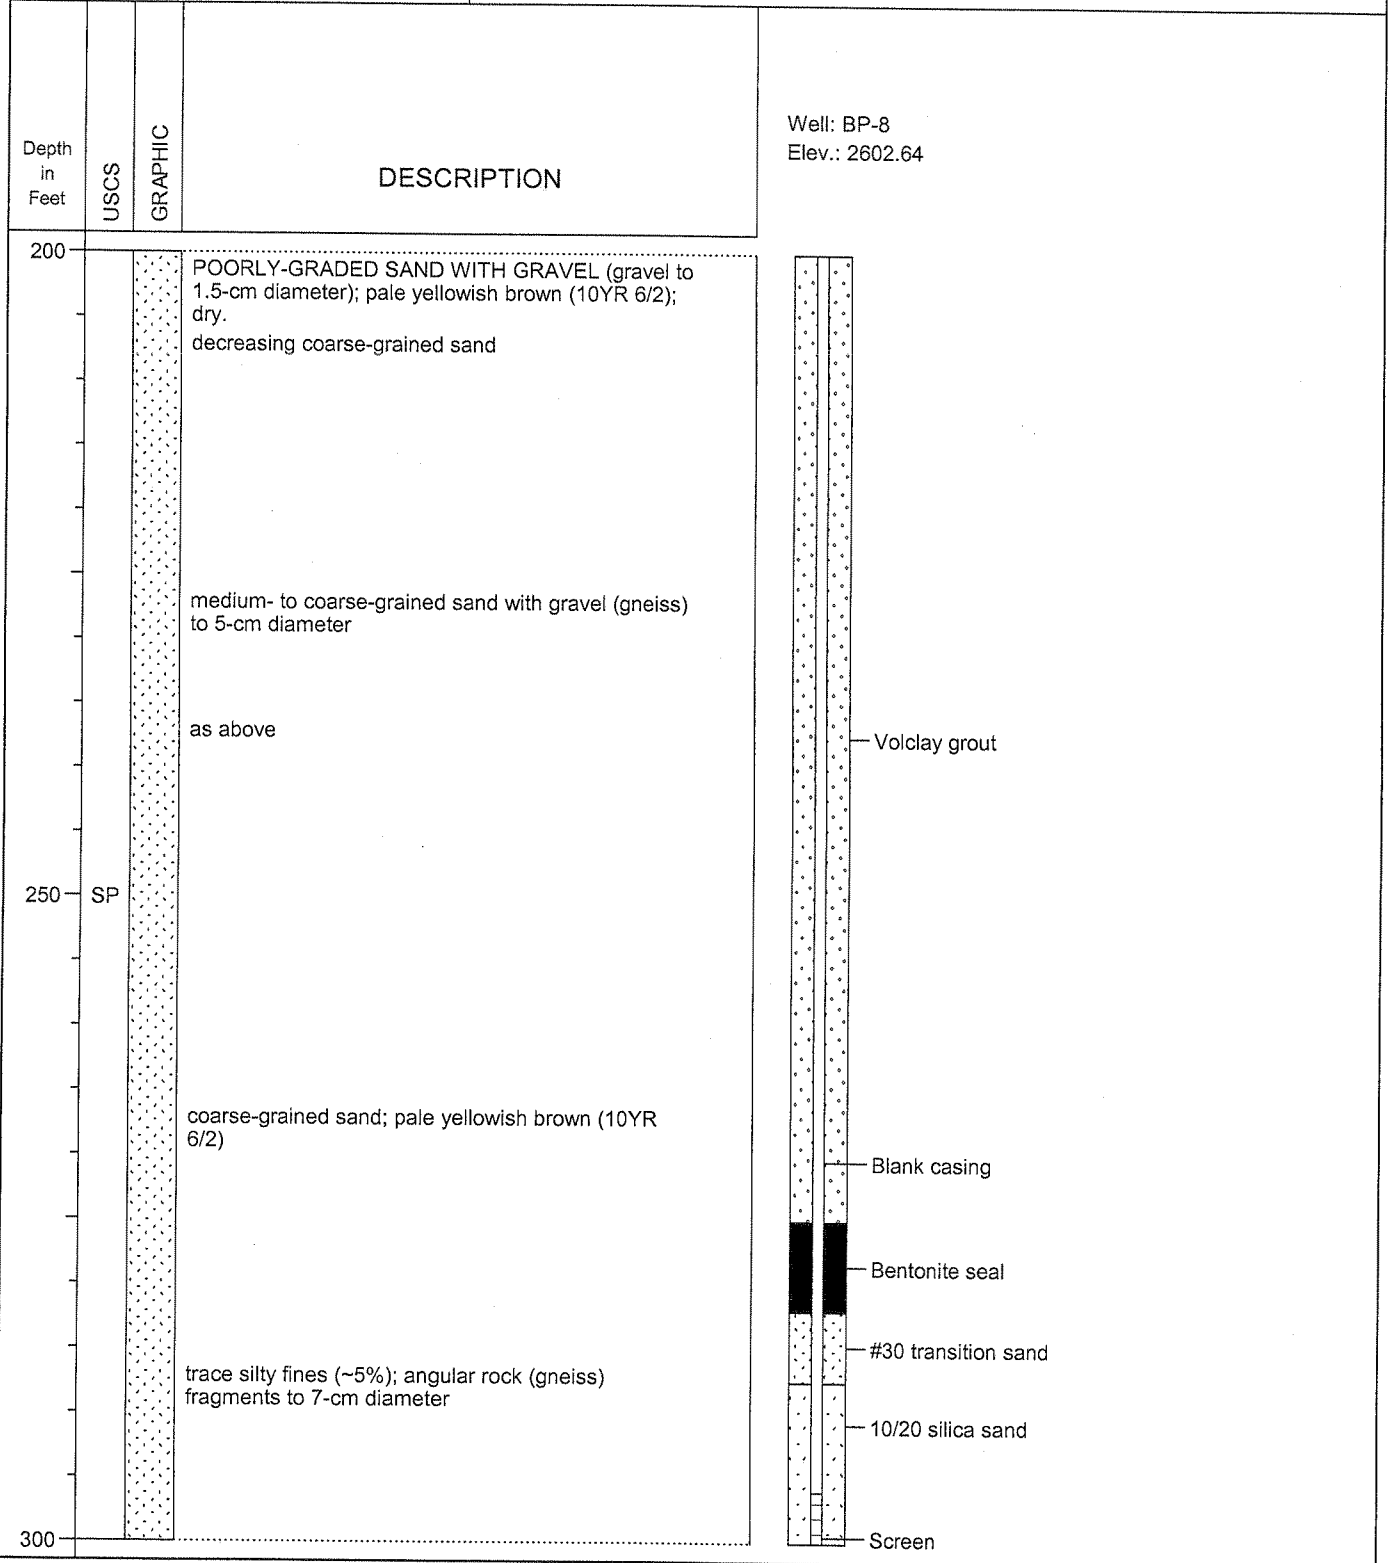 Depth
in
Feet
USCS
GRAPHIC
DESCRIPTION
Well: BP-8
Elev.: 2602.64
200
POORLY-GRADED SAND WITH GRAVEL (gravel to
1.5-cm diameter); pale yellowish brown (10YR 6/2);
dry.
decreasing coarse-grained sand
medium- to coarse-grained sand with gravel (gneiss)
to 5-cm diameter
as above
Volclay grout
250
SP
coarse-grained sand; pale yellowish brown (10YR
6/2)
Blank casing
Bentonite seal
#30 transition sand
trace silty fines (~5%); angular rock (gneiss)
fragments to 7-cm diameter
10/20 silica sand
300
Screen